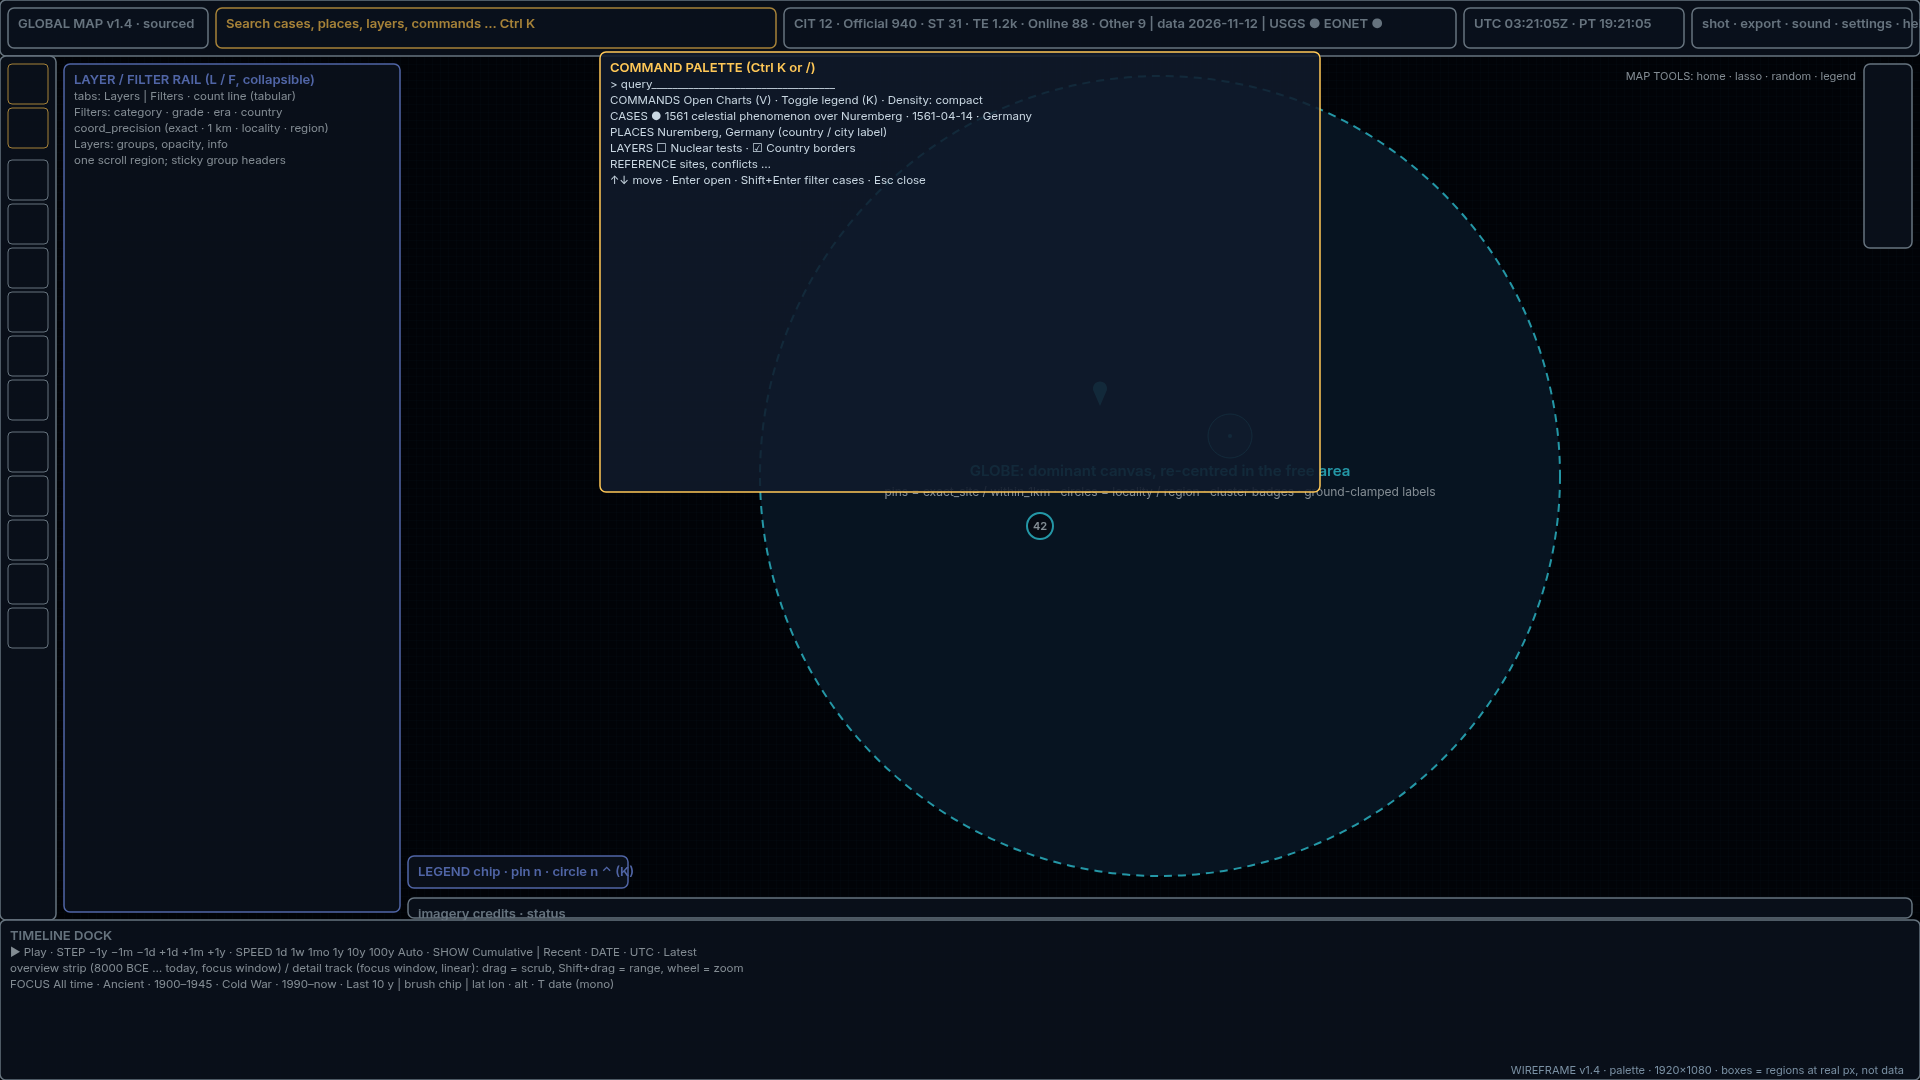 GLOBAL MAP v1.4 · sourced
Search cases, places, layers, commands ... Ctrl K
CIT 12 · Official 940 · ST 31 · TE 1.2k · Online 88 · Other 9 | data 2026-11-12 | USGS ● EONET ●
UTC 03:21:05Z · PT 19:21:05
shot · export · sound · settings · he
LAYER / FILTER RAIL (L / F, collapsible)
tabs: Layers | Filters · count line (tabular)
Filters: category · grade · era · country
coord_precision (exact · 1 km · locality · region)
Layers: groups, opacity, info
one scroll region; sticky group headers
COMMAND PALETTE (Ctrl K or /)
> query______________________________
COMMANDS Open Charts (V) · Toggle legend (K) · Density: compact
CASES ● 1561 celestial phenomenon over Nuremberg · 1561-04-14 · Germany
PLACES Nuremberg, Germany (country / city label)
LAYERS ☐ Nuclear tests · ☑ Country borders
REFERENCE sites, conflicts ...
↑↓ move · Enter open · Shift+Enter filter cases · Esc close
MAP TOOLS: home · lasso · random · legend
GLOBE: dominant canvas, re-centred in the free area
pins = exact_site / within_1km · circles = locality / region · cluster badges · ground-clamped labels
42
LEGEND chip · pin n · circle n ^ (K)
imagery credits · status
TIMELINE DOCK
▶ Play · STEP −1y −1m −1d +1d +1m +1y · SPEED 1d 1w 1mo 1y 10y 100y Auto · SHOW Cumulative | Recent · DATE · UTC · Latest
overview strip (8000 BCE ... today, focus window) / detail track (focus window, linear): drag = scrub, Shift+drag = range, wheel = zoom
FOCUS All time · Ancient · 1900–1945 · Cold War · 1990–now · Last 10 y | brush chip | lat lon · alt · T date (mono)
WIREFRAME v1.4 · palette · 1920×1080 · boxes = regions at real px, not data